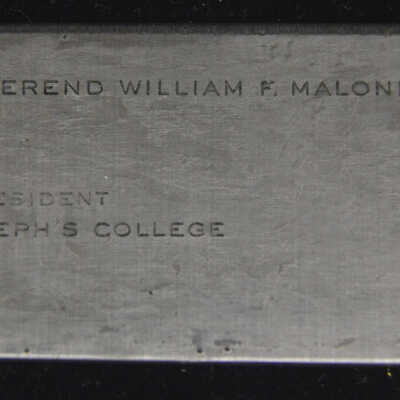 EREND WILLIAM F. MALON
ESIDENT
EPH'S COLLEGE